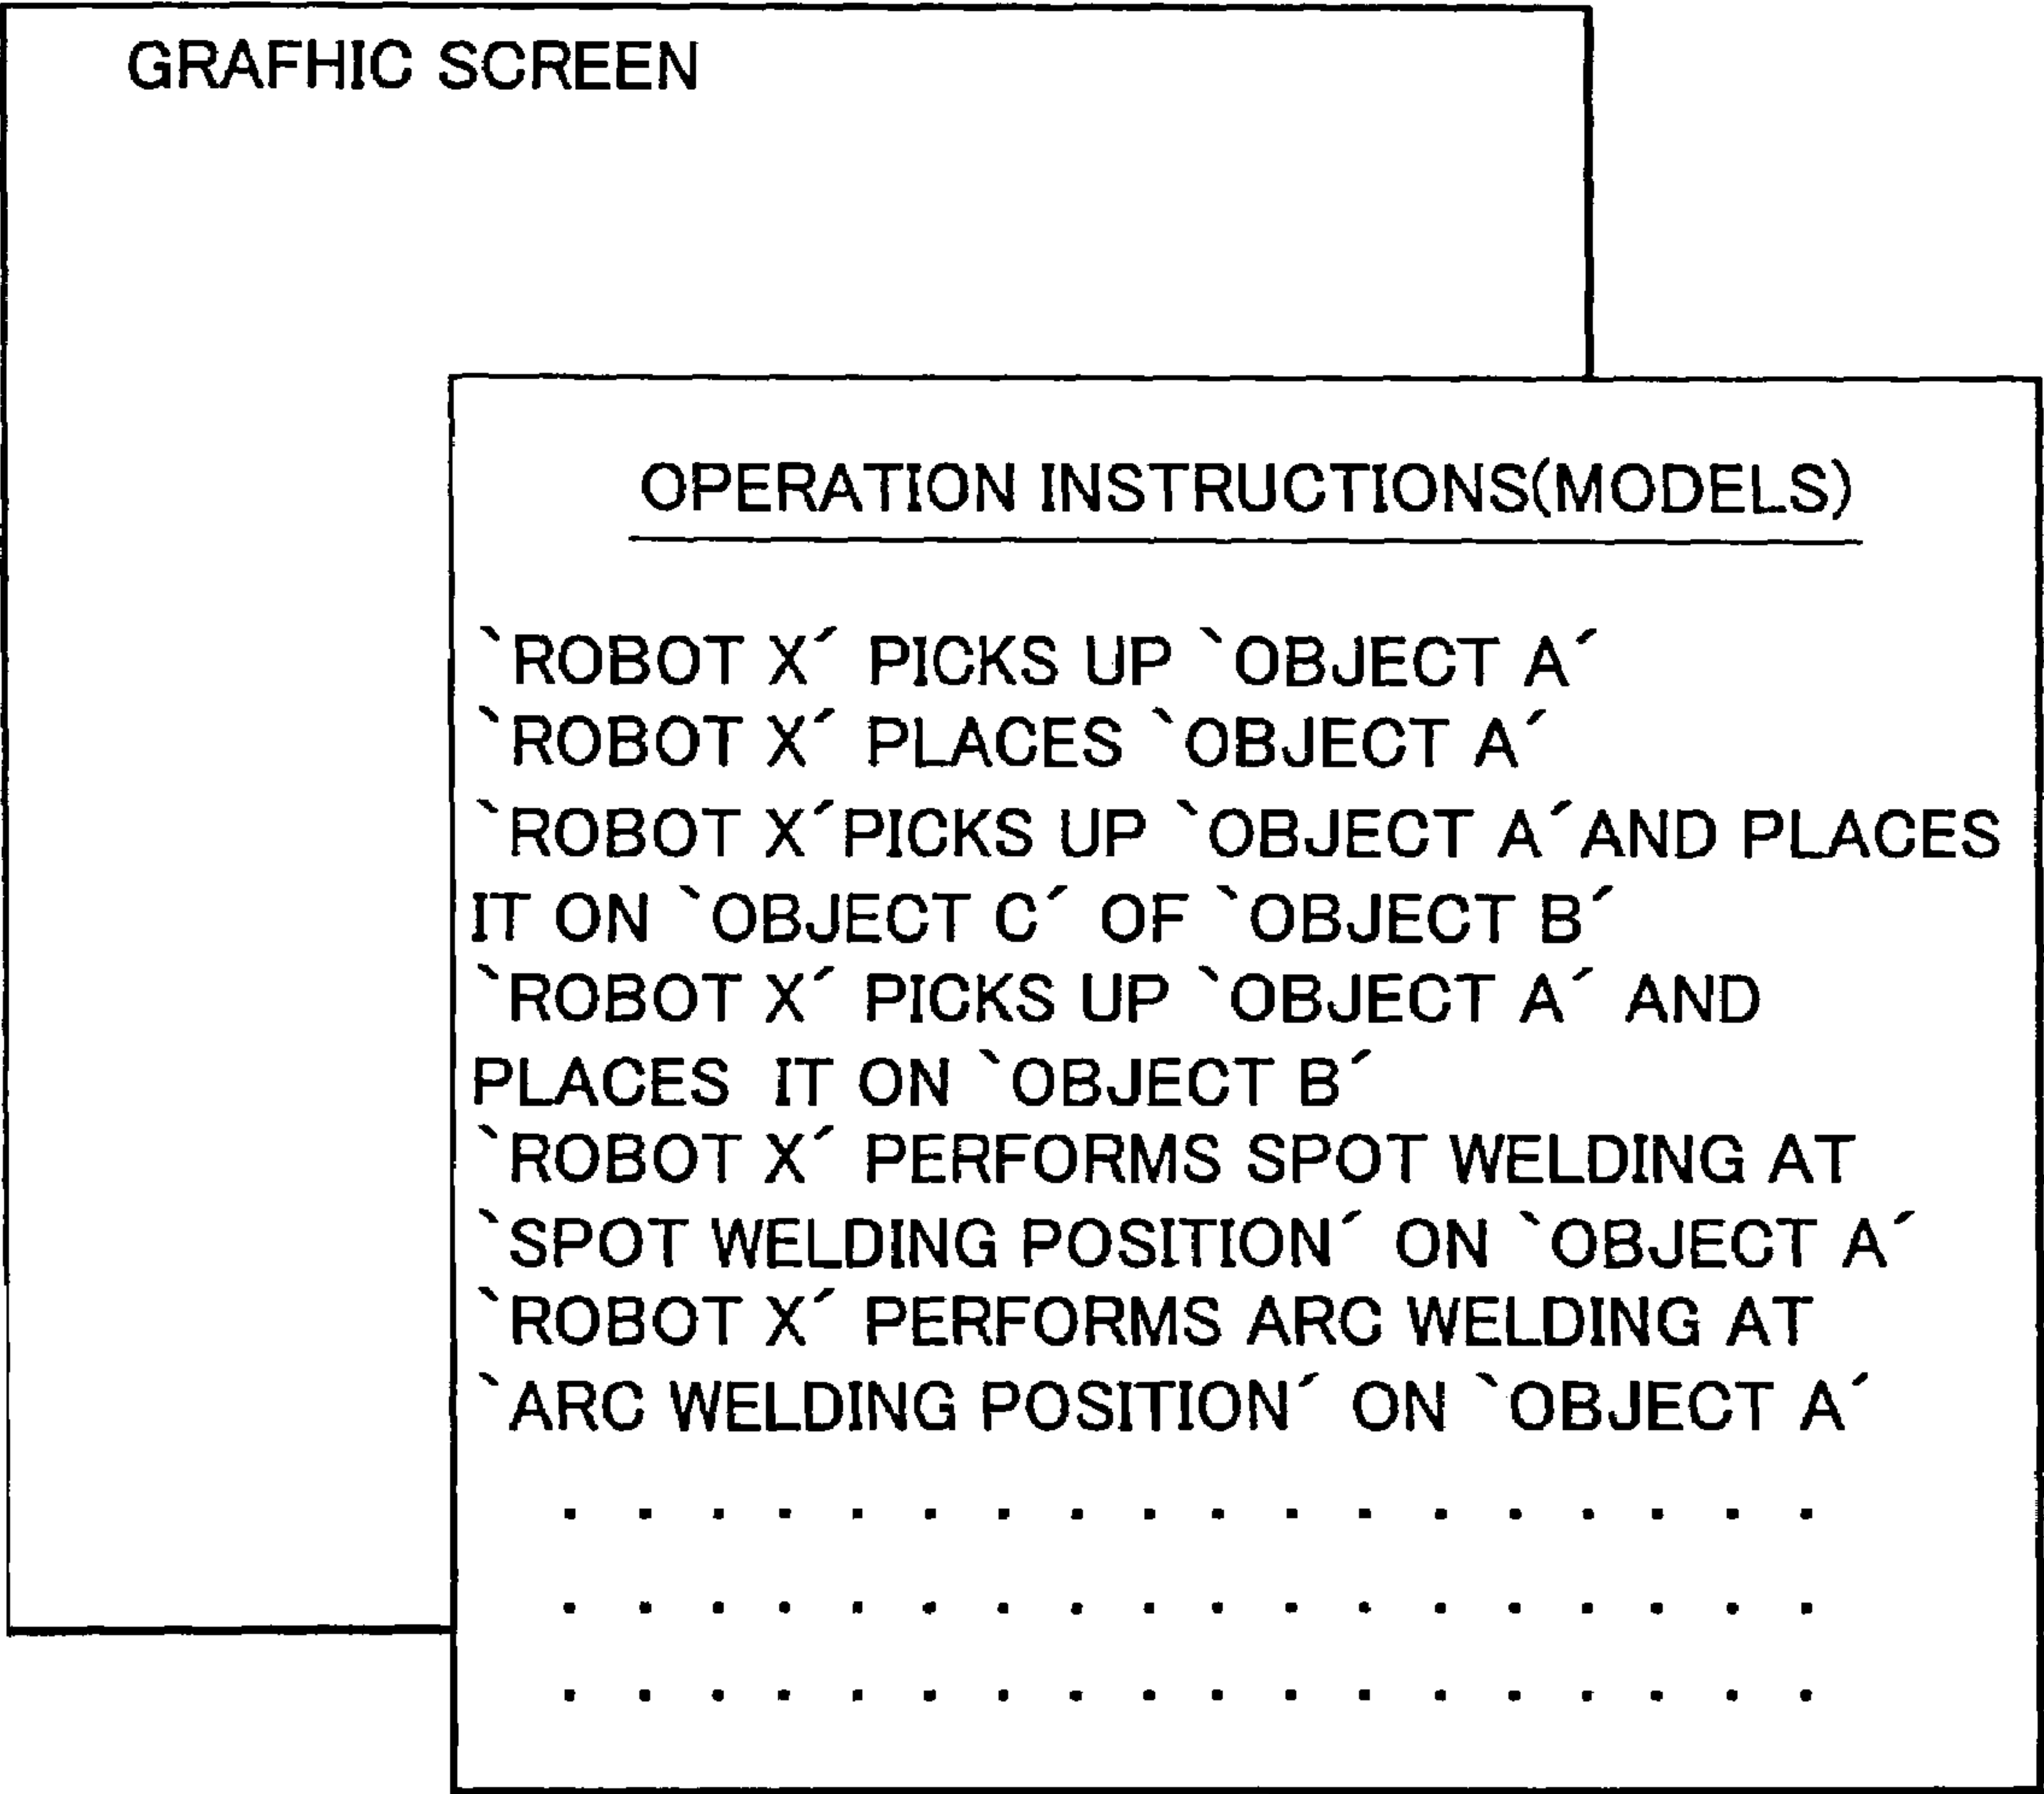 GRAFHIC SCREEN
OPERATION INSTRUCTIONS(MODELS)
`ROBOT X´ PICKS UP `OBJECT A´
`ROBOT X´ PLACES `OBJECT A´
`ROBOT X´PICKS UP `OBJECT A´AND PLACES
IT ON `OBJECT C´ OF `OBJECT B´
`ROBOT X´ PICKS UP `OBJECT A´ AND
PLACES IT ON `OBJECT B´
`ROBOT X´ PERFORMS SPOT WELDING AT
`SPOT WELDING POSITION´ ON `OBJECT A´
`ROBOT X´ PERFORMS ARC WELDING AT
`ARC WELDING POSITION´ ON `OBJECT A´
. . . . . . . . . . . . . . . . . .
. . . . . . . . . . . . . . . . . .
. . . . . . . . . . . . . . . . . .